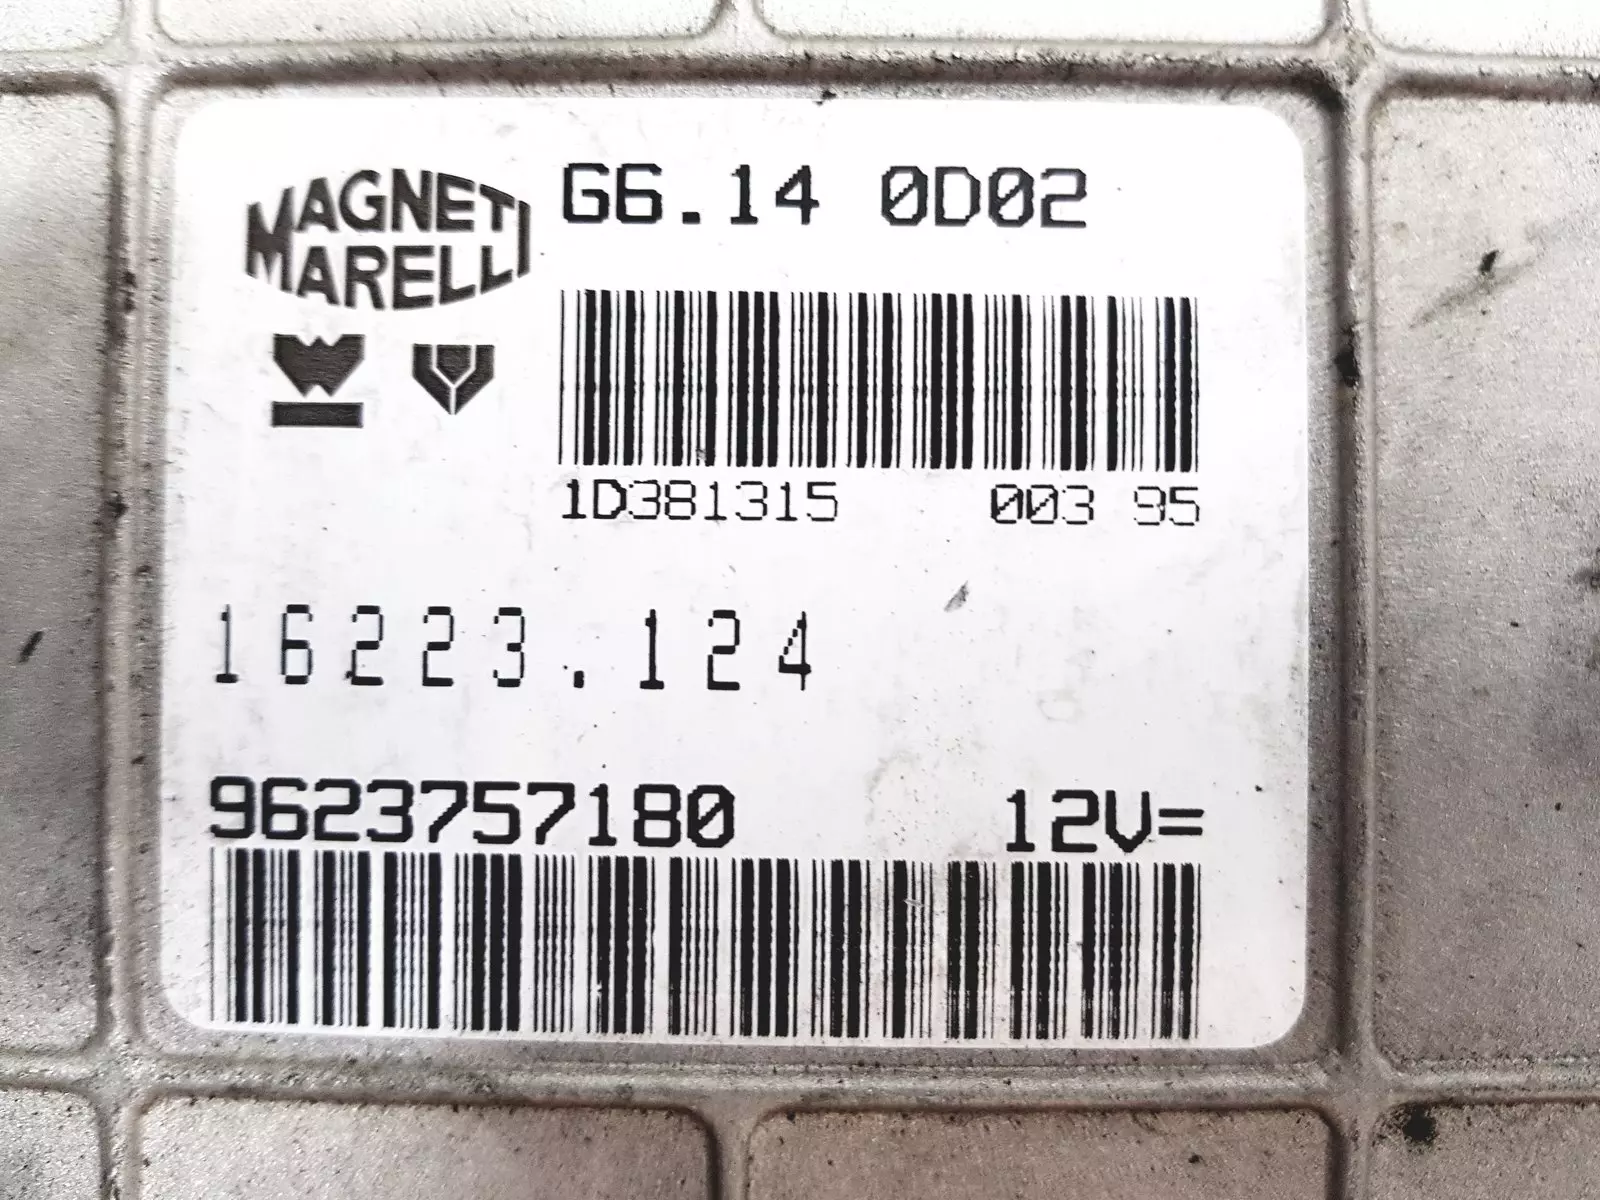 MAGNETI
MARELLI
G6.14 0D02
1D381315 003 95
16223.124
9623757180 12V=